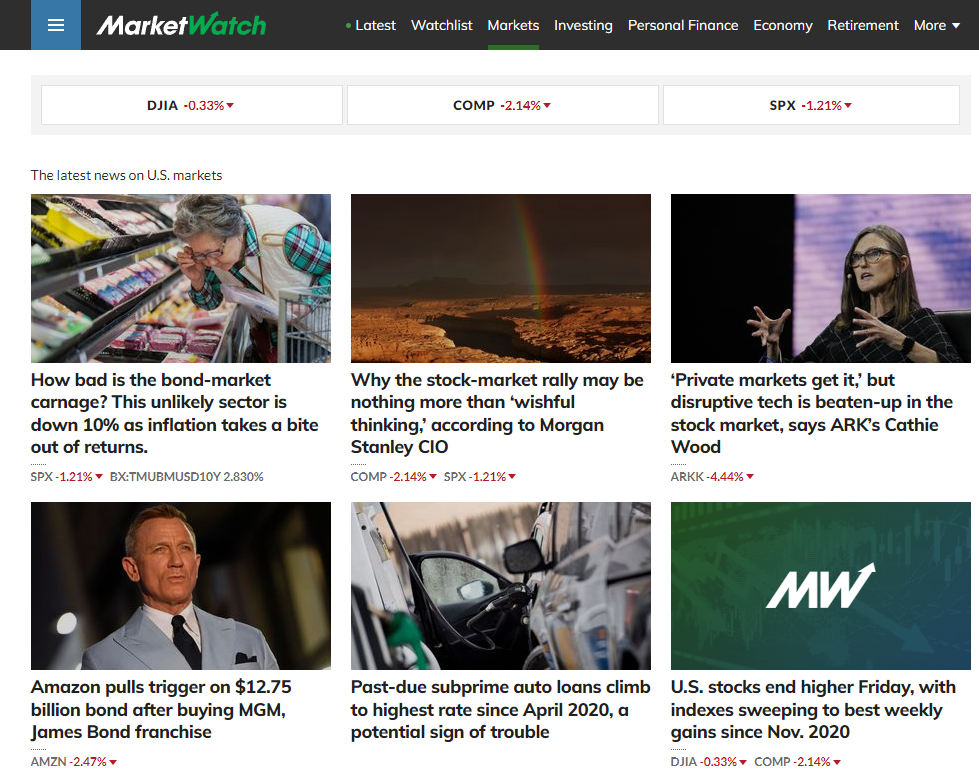 MarketWatch
• Latest Watchlist Markets Investing Personal Finance Economy Retirement More
DJIA -0.33%
COMP -2.14%
SPX -1.21%
The latest news on U.S. markets
How bad is the bond-market
carnage? This unlikely sector is
down 10% as inflation takes a bite
out of returns.
SPX -1.21% BX:TMUBMUSD10Y 2.830%
Why the stock-market rally may be
nothing more than ‘wishful
thinking,’ according to Morgan
Stanley CIO
COMP -2.14% SPX -1.21%
‘Private markets get it,’ but
disruptive tech is beaten-up in the
stock market, says ARK’s Cathie
Wood
ARKK -4.44%
Amazon pulls trigger on $12.75
billion bond after buying MGM,
James Bond franchise
AMZN -2.47%
Past-due subprime auto loans climb
to highest rate since April 2020, a
potential sign of trouble
MW
U.S. stocks end higher Friday, with
indexes sweeping to best weekly
gains since Nov. 2020
DJIA -0.33% COMP -2.14%